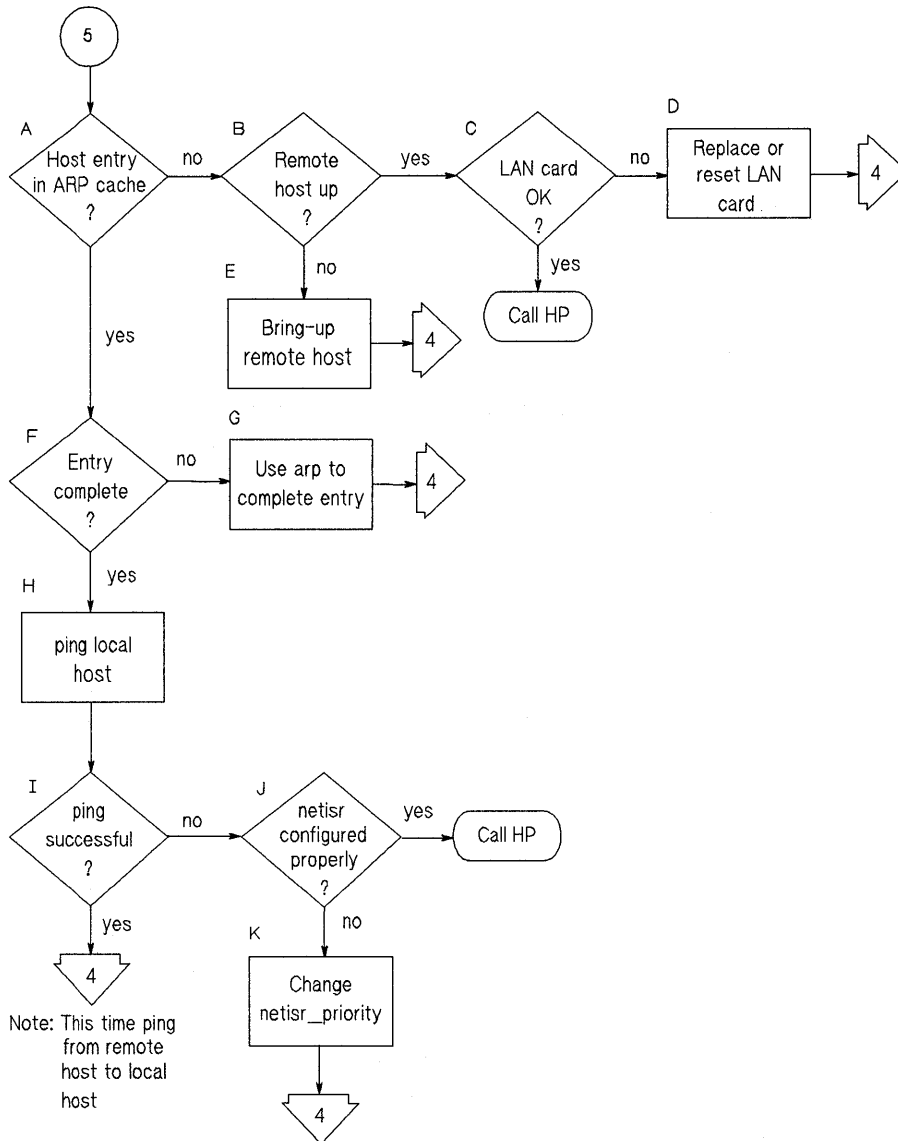 5
A
Host entry
in ARP cache
?
no
B
Remote
host up
?
yes
C
LAN card
OK
?
no
D
Replace or
reset LAN
card
4
yes
Call HP
no
E
Bring-up
remote host
4
yes
F
Entry
complete
?
no
G
Use arp to
complete entry
4
yes
H
ping local
host
I
ping
successful
?
no
J
netisr
configured
properly
?
yes
Call HP
yes
4
Note: This time ping
from remote
host to local
host
no
K
Change
netisr_priority
4